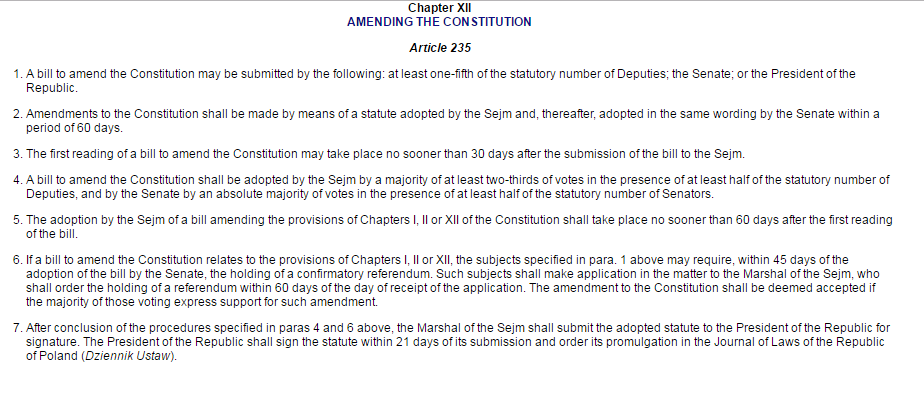 Chapter XII
AMENDING THE CONSTITUTION
Article 235
1. A bill to amend the Constitution may be submitted by the following: at least one-fifth of the statutory number of Deputies; the Senate; or the President of the
Republic.
2. Amendments to the Constitution shall be made by means of a statute adopted by the Sejm and, thereafter, adopted in the same wording by the Senate within a
period of 60 days.
3. The first reading of a bill to amend the Constitution may take place no sooner than 30 days after the submission of the bill to the Sejm.
4. A bill to amend the Constitution shall be adopted by the Sejm by a majority of at least two-thirds of votes in the presence of at least half of the statutory number of
Deputies, and by the Senate by an absolute majority of votes in the presence of at least half of the statutory number of Senators.
5. The adoption by the Sejm of a bill amending the provisions of Chapters I, II or XII of the Constitution shall take place no sooner than 60 days after the first reading
of the bill.
6. If a bill to amend the Constitution relates to the provisions of Chapters I, II or XII, the subjects specified in para. 1 above may require, within 45 days of the
adoption of the bill by the Senate, the holding of a confirmatory referendum. Such subjects shall make application in the matter to the Marshal of the Sejm, who
shall order the holding of a referendum within 60 days of the day of receipt of the application. The amendment to the Constitution shall be deemed accepted if
the majority of those voting express support for such amendment.
7. After conclusion of the procedures specified in paras 4 and 6 above, the Marshal of the Sejm shall submit the adopted statute to the President of the Republic for
signature. The President of the Republic shall sign the statute within 21 days of its submission and order its promulgation in the Journal of Laws of the Republic
of Poland (Dziennik Ustaw).